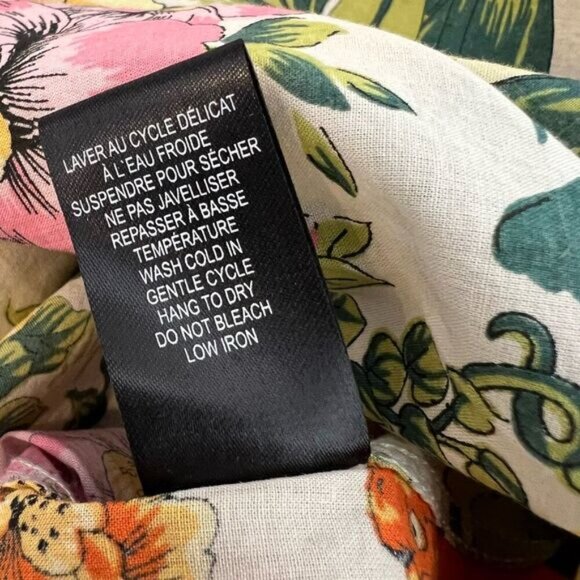 LAVER AU CYCLE DÉLICAT
À L'EAU FROIDE
SUSPENDRE POUR SÉCHER
NE PAS JAVELLISER
REPASSER À BASSE
TEMPÉRATURE
WASH COLD IN
GENTLE CYCLE
HANG TO DRY
DO NOT BLEACH
LOW IRON